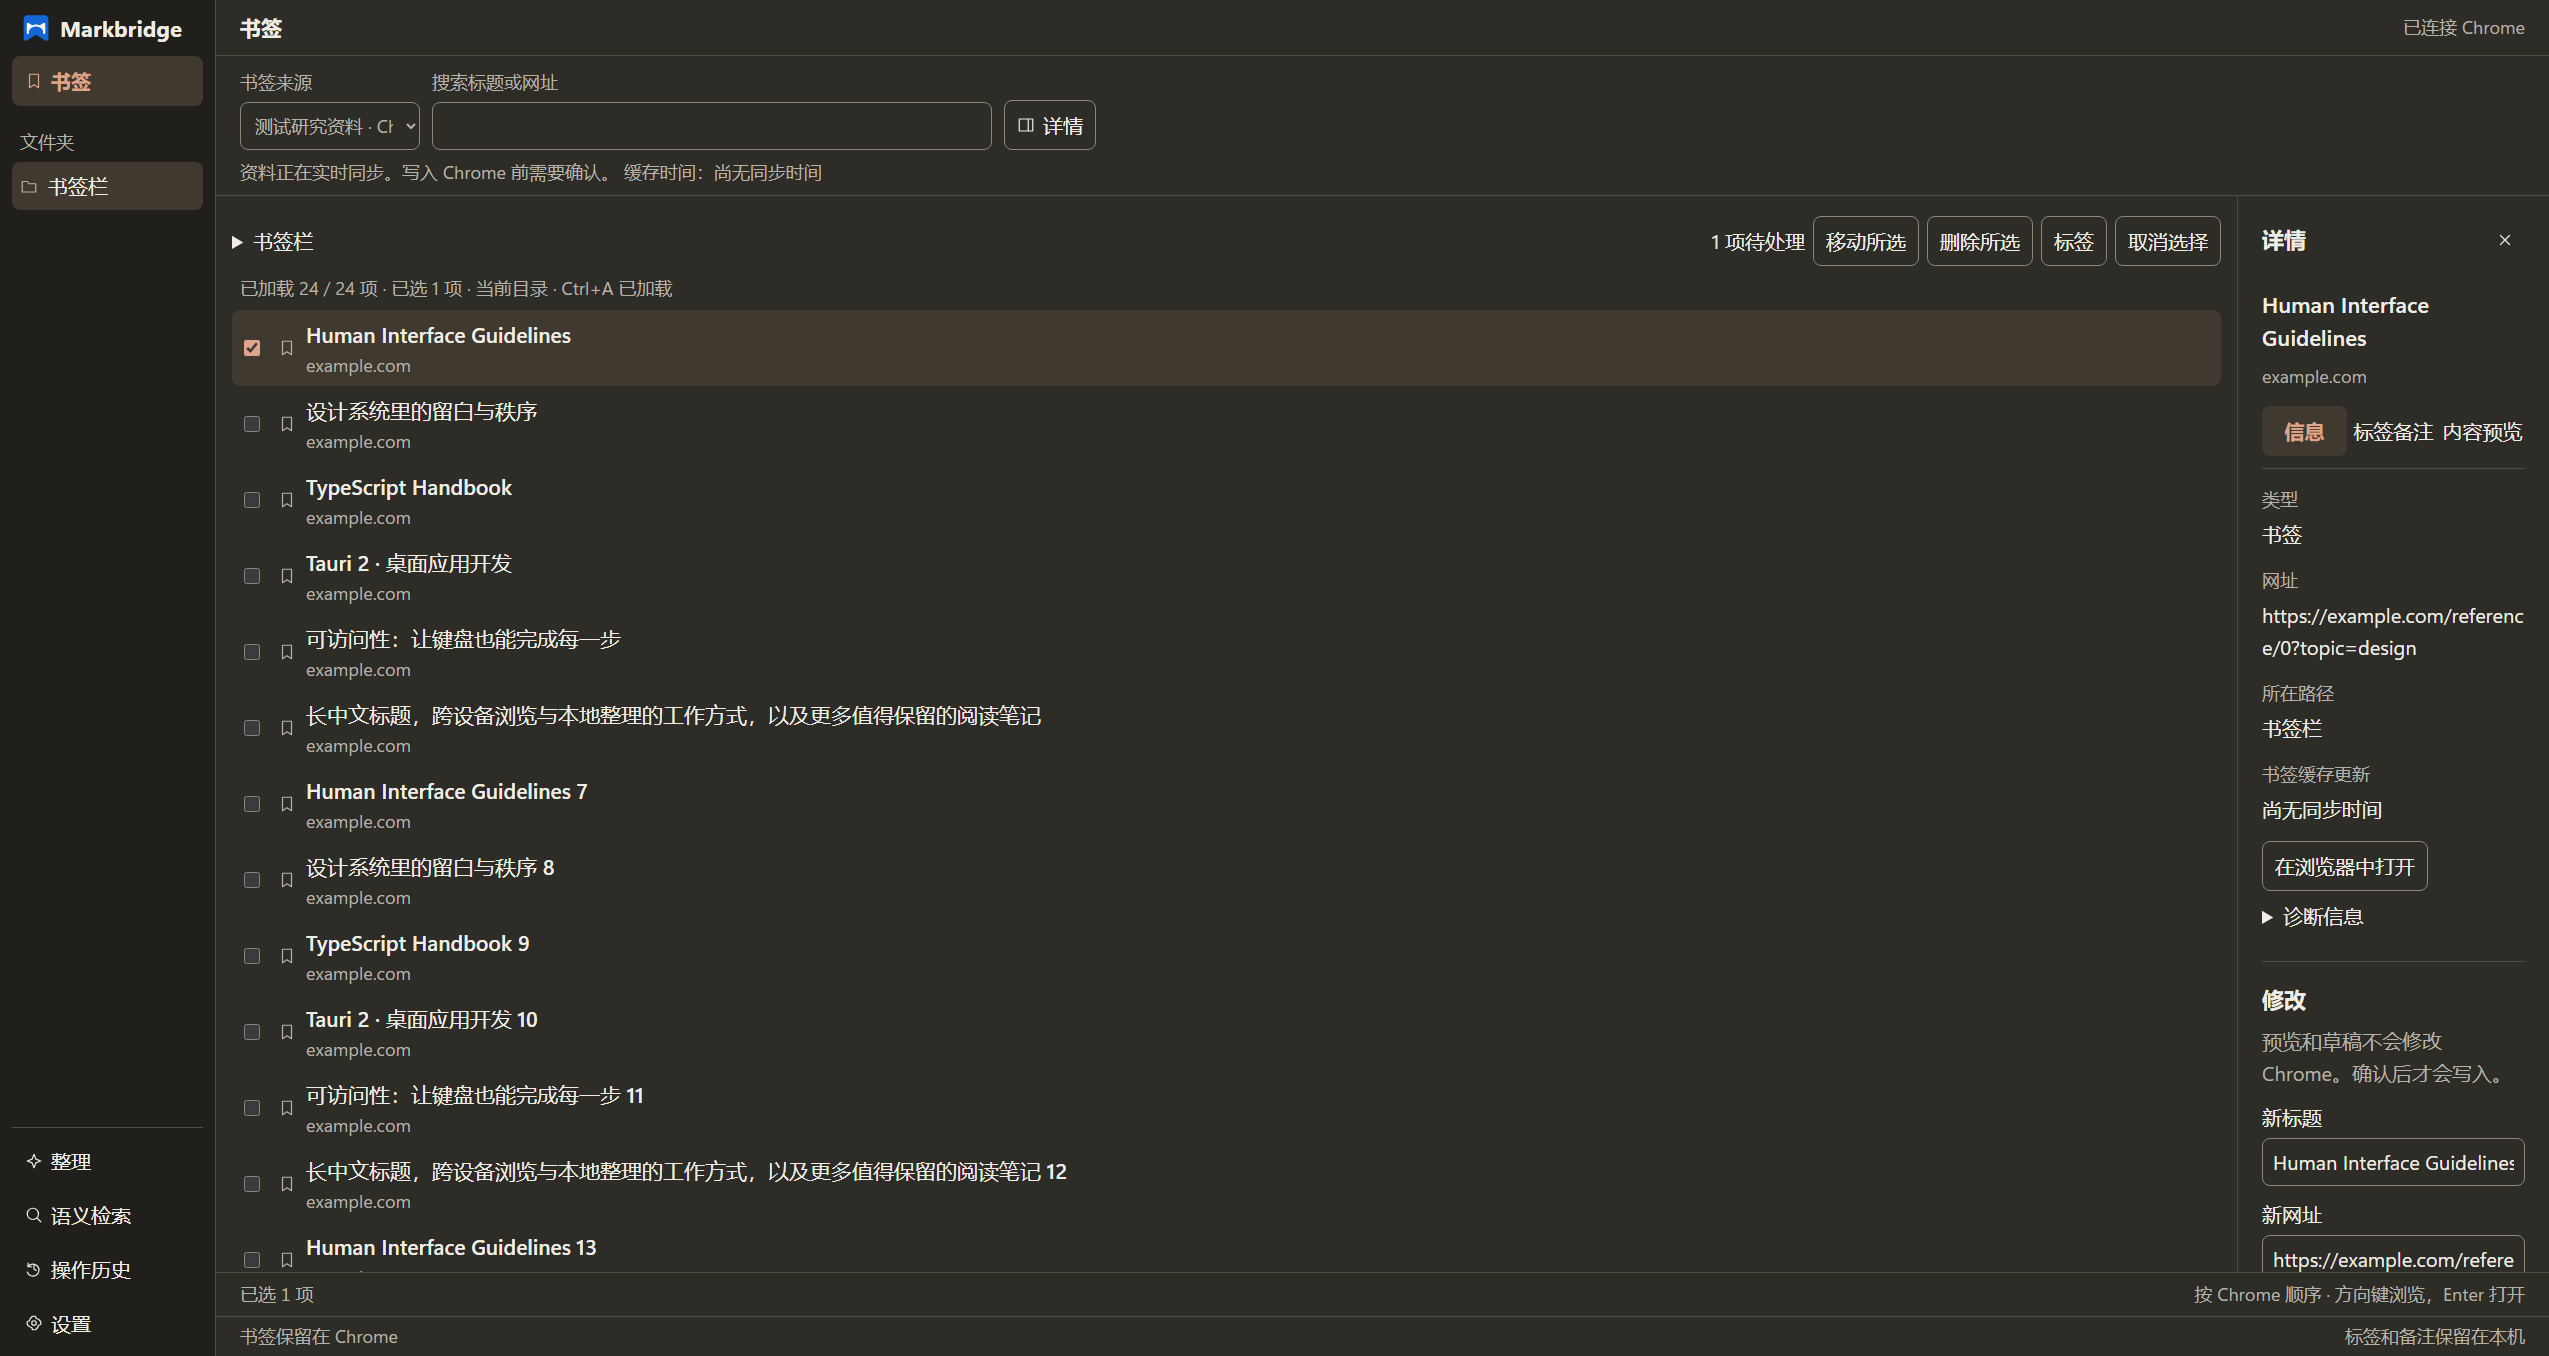 Markbridge
书签
文件夹
书签栏
整理
语义检索
操作历史
设置
书签
已连接 Chrome
书签来源
搜索标题或网址
测试研究资料 · Ch
详情
资料正在实时同步。写入 Chrome 前需要确认。 缓存时间：尚无同步时间
书签栏
1 项待处理
移动所选
删除所选
标签
取消选择
已加载 24 / 24 项 · 已选 1 项 · 当前目录 · Ctrl+A 已加载
Human Interface Guidelines
example.com
设计系统里的留白与秩序
example.com
TypeScript Handbook
example.com
Tauri 2 · 桌面应用开发
example.com
可访问性：让键盘也能完成每一步
example.com
长中文标题，跨设备浏览与本地整理的工作方式，以及更多值得保留的阅读笔记
example.com
Human Interface Guidelines 7
example.com
设计系统里的留白与秩序 8
example.com
TypeScript Handbook 9
example.com
Tauri 2 · 桌面应用开发 10
example.com
可访问性：让键盘也能完成每一步 11
example.com
长中文标题，跨设备浏览与本地整理的工作方式，以及更多值得保留的阅读笔记 12
example.com
Human Interface Guidelines 13
详情
Human Interface
Guidelines
example.com
信息
标签备注
内容预览
类型
书签
网址
https://example.com/referenc
e/0?topic=design
所在路径
书签栏
书签缓存更新
尚无同步时间
在浏览器中打开
诊断信息
修改
预览和草稿不会修改
Chrome。确认后才会写入。
新标题
Human Interface Guidelines
新网址
https://example.com/refere
已选 1 项
按 Chrome 顺序 · 方向键浏览，Enter 打开
书签保留在 Chrome
标签和备注保留在本机